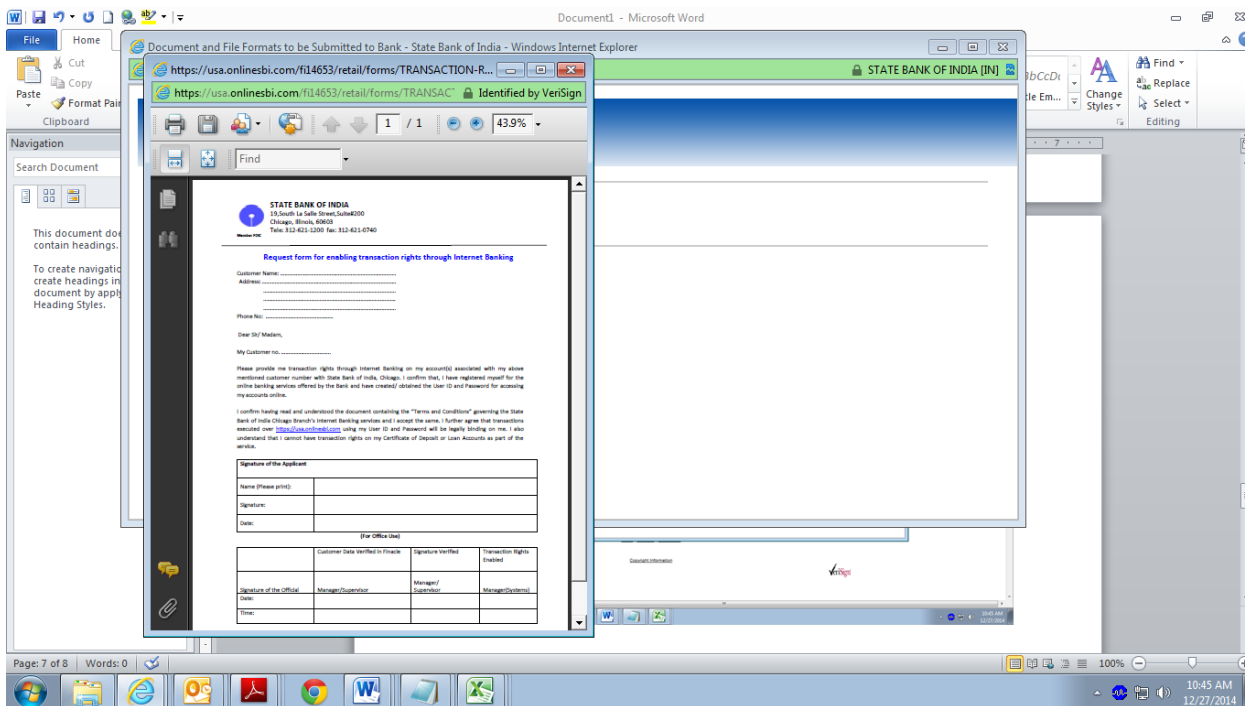 Document1 - Microsoft Word
File
Home
Cut
Copy
Paste
Format Pain
Clipboard
Document and File Formats to be Submitted to Bank - State Bank of India - Windows Internet Explorer
STATE BANK OF INDIA [IN]
https://usa.onlinesbi.com/fi14653/retail/forms/TRANSACTION-R...
https://usa.onlinesbi.com/fi14653/retail/forms/TRANSAC
Identified by VeriSign
1 / 1
43.9%
Find
Change
Styles
Find
Replace
Select
Editing
Navigation
Search Document
This document doe
contain headings.
To create navigatio
create headings in
document by apply
Heading Styles.
STATE BANK OF INDIA
19,South La Salle Street,Suite#200
Chicago, Illinois, 60603
Tele: 312-621-1200 fax: 312-621-0740
Member FDIC
Request form for enabling transaction rights through Internet Banking
Customer Name:
Address:
Phone No:
Dear Sir/ Madam,
My Customer no.
Please provide me transaction rights through Internet Banking on my account(s) associated with my above
mentioned customer number with State Bank of India, Chicago. I confirm that, I have registered myself for the
online banking services offered by the Bank and have created/ obtained the User ID and Password for accessing
my accounts online.
I confirm having read and understood the document containing the "Terms and Conditions" governing the State
Bank of India Chicago Branch's Internet Banking services and I accept the same. I further agree that transactions
executed over https://usa.onlinesbi.com using my User ID and Password will be legally binding on me. I also
understand that I cannot have transaction rights on my Certificate of Deposit or Loan Accounts as part of the
service.
Signature of the Applicant
Name (Please print):
Signature:
Date:
(For Office Use)
Customer Data Verified in Finacle
Signature Verified
Transaction Rights
Enabled
Signature of the Official
Manager/Supervisor
Manager/
Supervisor
Manager(Systems)
Date:
Time:
Copyright Information
VeriSign
10:45 AM
12/27/2014
Page: 7 of 8
Words: 0
100%
10:45 AM
12/27/2014